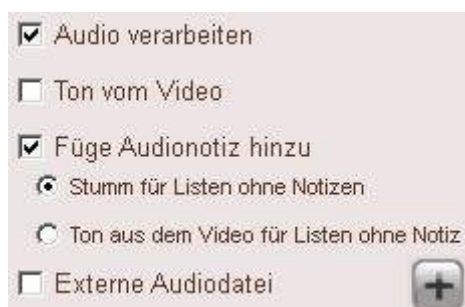 Audio verarbeiten
Ton vom Video
Füge Audionotiz hinzu
Stumm für Listen ohne Notizen
Ton aus dem Video für Listen ohne Notiz
Externe Audiodatei